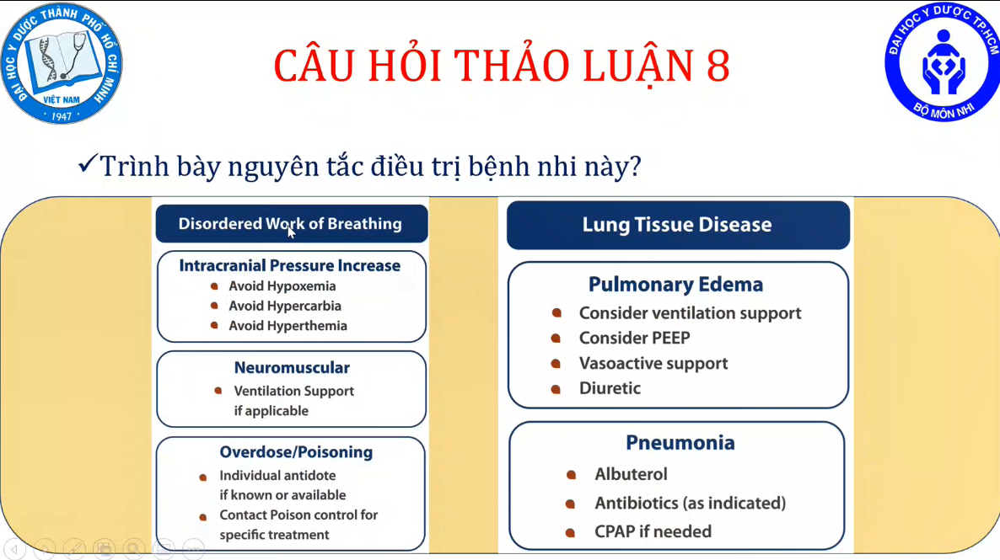 ĐẠI HỌC Y DƯỢC THÀNH PHỐ HỒ CHÍ MINH
VIỆT NAM
1947
ĐẠI HỌC Y DƯỢC TP.HCM
BỘ MÔN NHI
CÂU HỎI THẢO LUẬN 8
✓Trình bày nguyên tắc điều trị bệnh nhi này?
Disordered Work of Breathing
Intracranial Pressure Increase
Avoid Hypoxemia
Avoid Hypercarbia
Avoid Hyperthemia
Neuromuscular
Ventilation Support
if applicable
Overdose/Poisoning
Individual antidote
if known or available
Contact Poison control for
specific treatment
Lung Tissue Disease
Pulmonary Edema
Consider ventilation support
Consider PEEP
Vasoactive support
Diuretic
Pneumonia
Albuterol
Antibiotics (as indicated)
CPAP if needed